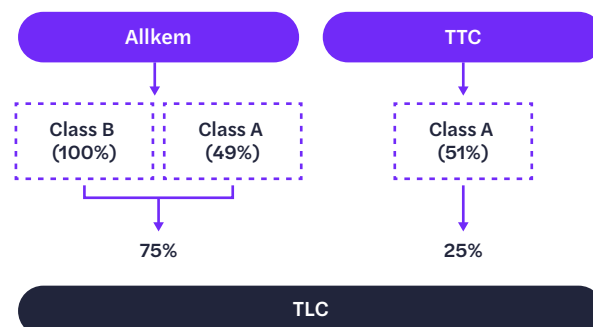 Allkem
TTC
Class B
(100%)
Class A
(49%)
Class A
(51%)
75%
25%
TLC